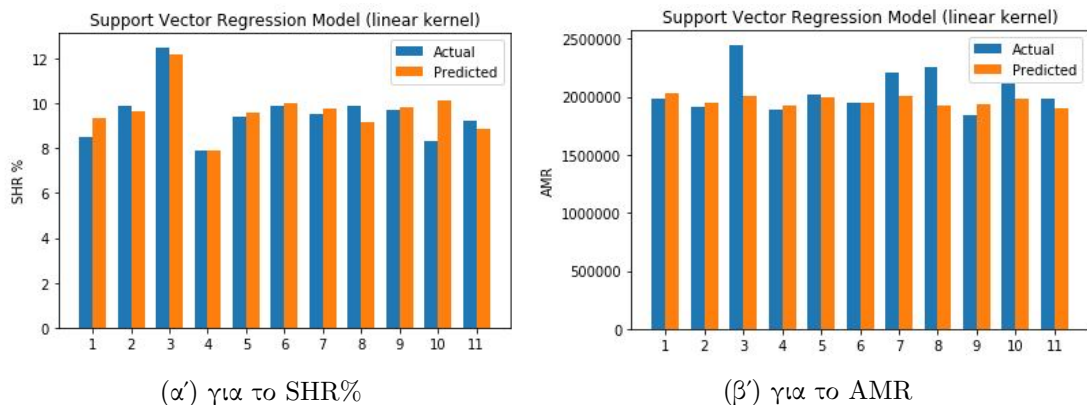 Support Vector Regression Model (linear kernel)
SHR %
12
10
8
6
4
2
0
Actual
Predicted
1 2 3 4 5 6 7 8 9 10 11
(αʹ) για το SHR%
Support Vector Regression Model (linear kernel)
AMR
2500000
2000000
1500000
1000000
500000
0
Actual
Predicted
1 2 3 4 5 6 7 8 9 10 11
(βʹ) για το AMR